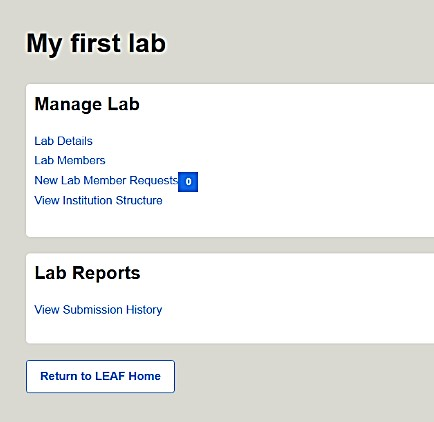 My first lab
Manage Lab
Lab Details
Lab Members
New Lab Member Requests 0
View Institution Structure
Lab Reports
View Submission History
Return to LEAF Home